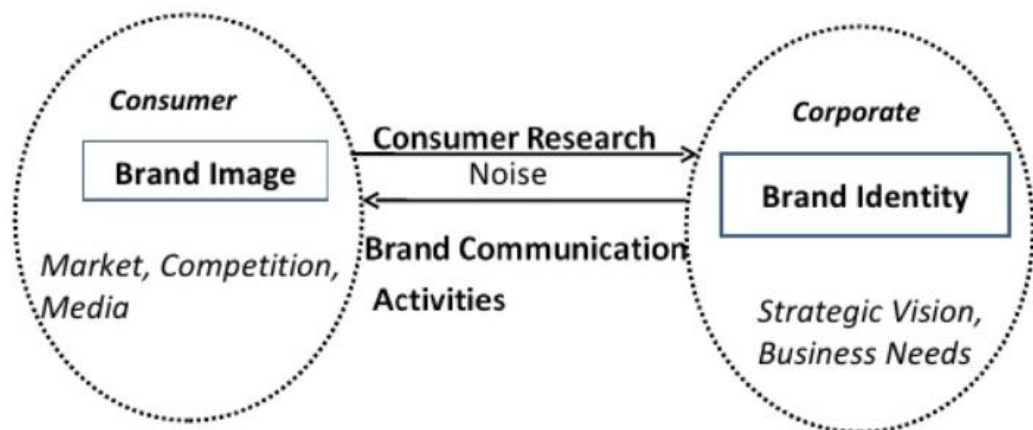 Consumer
Brand Image
Market, Competition,
Media
Consumer Research
Noise
Brand Communication
Activities
Corporate
Brand Identity
Strategic Vision,
Business Needs